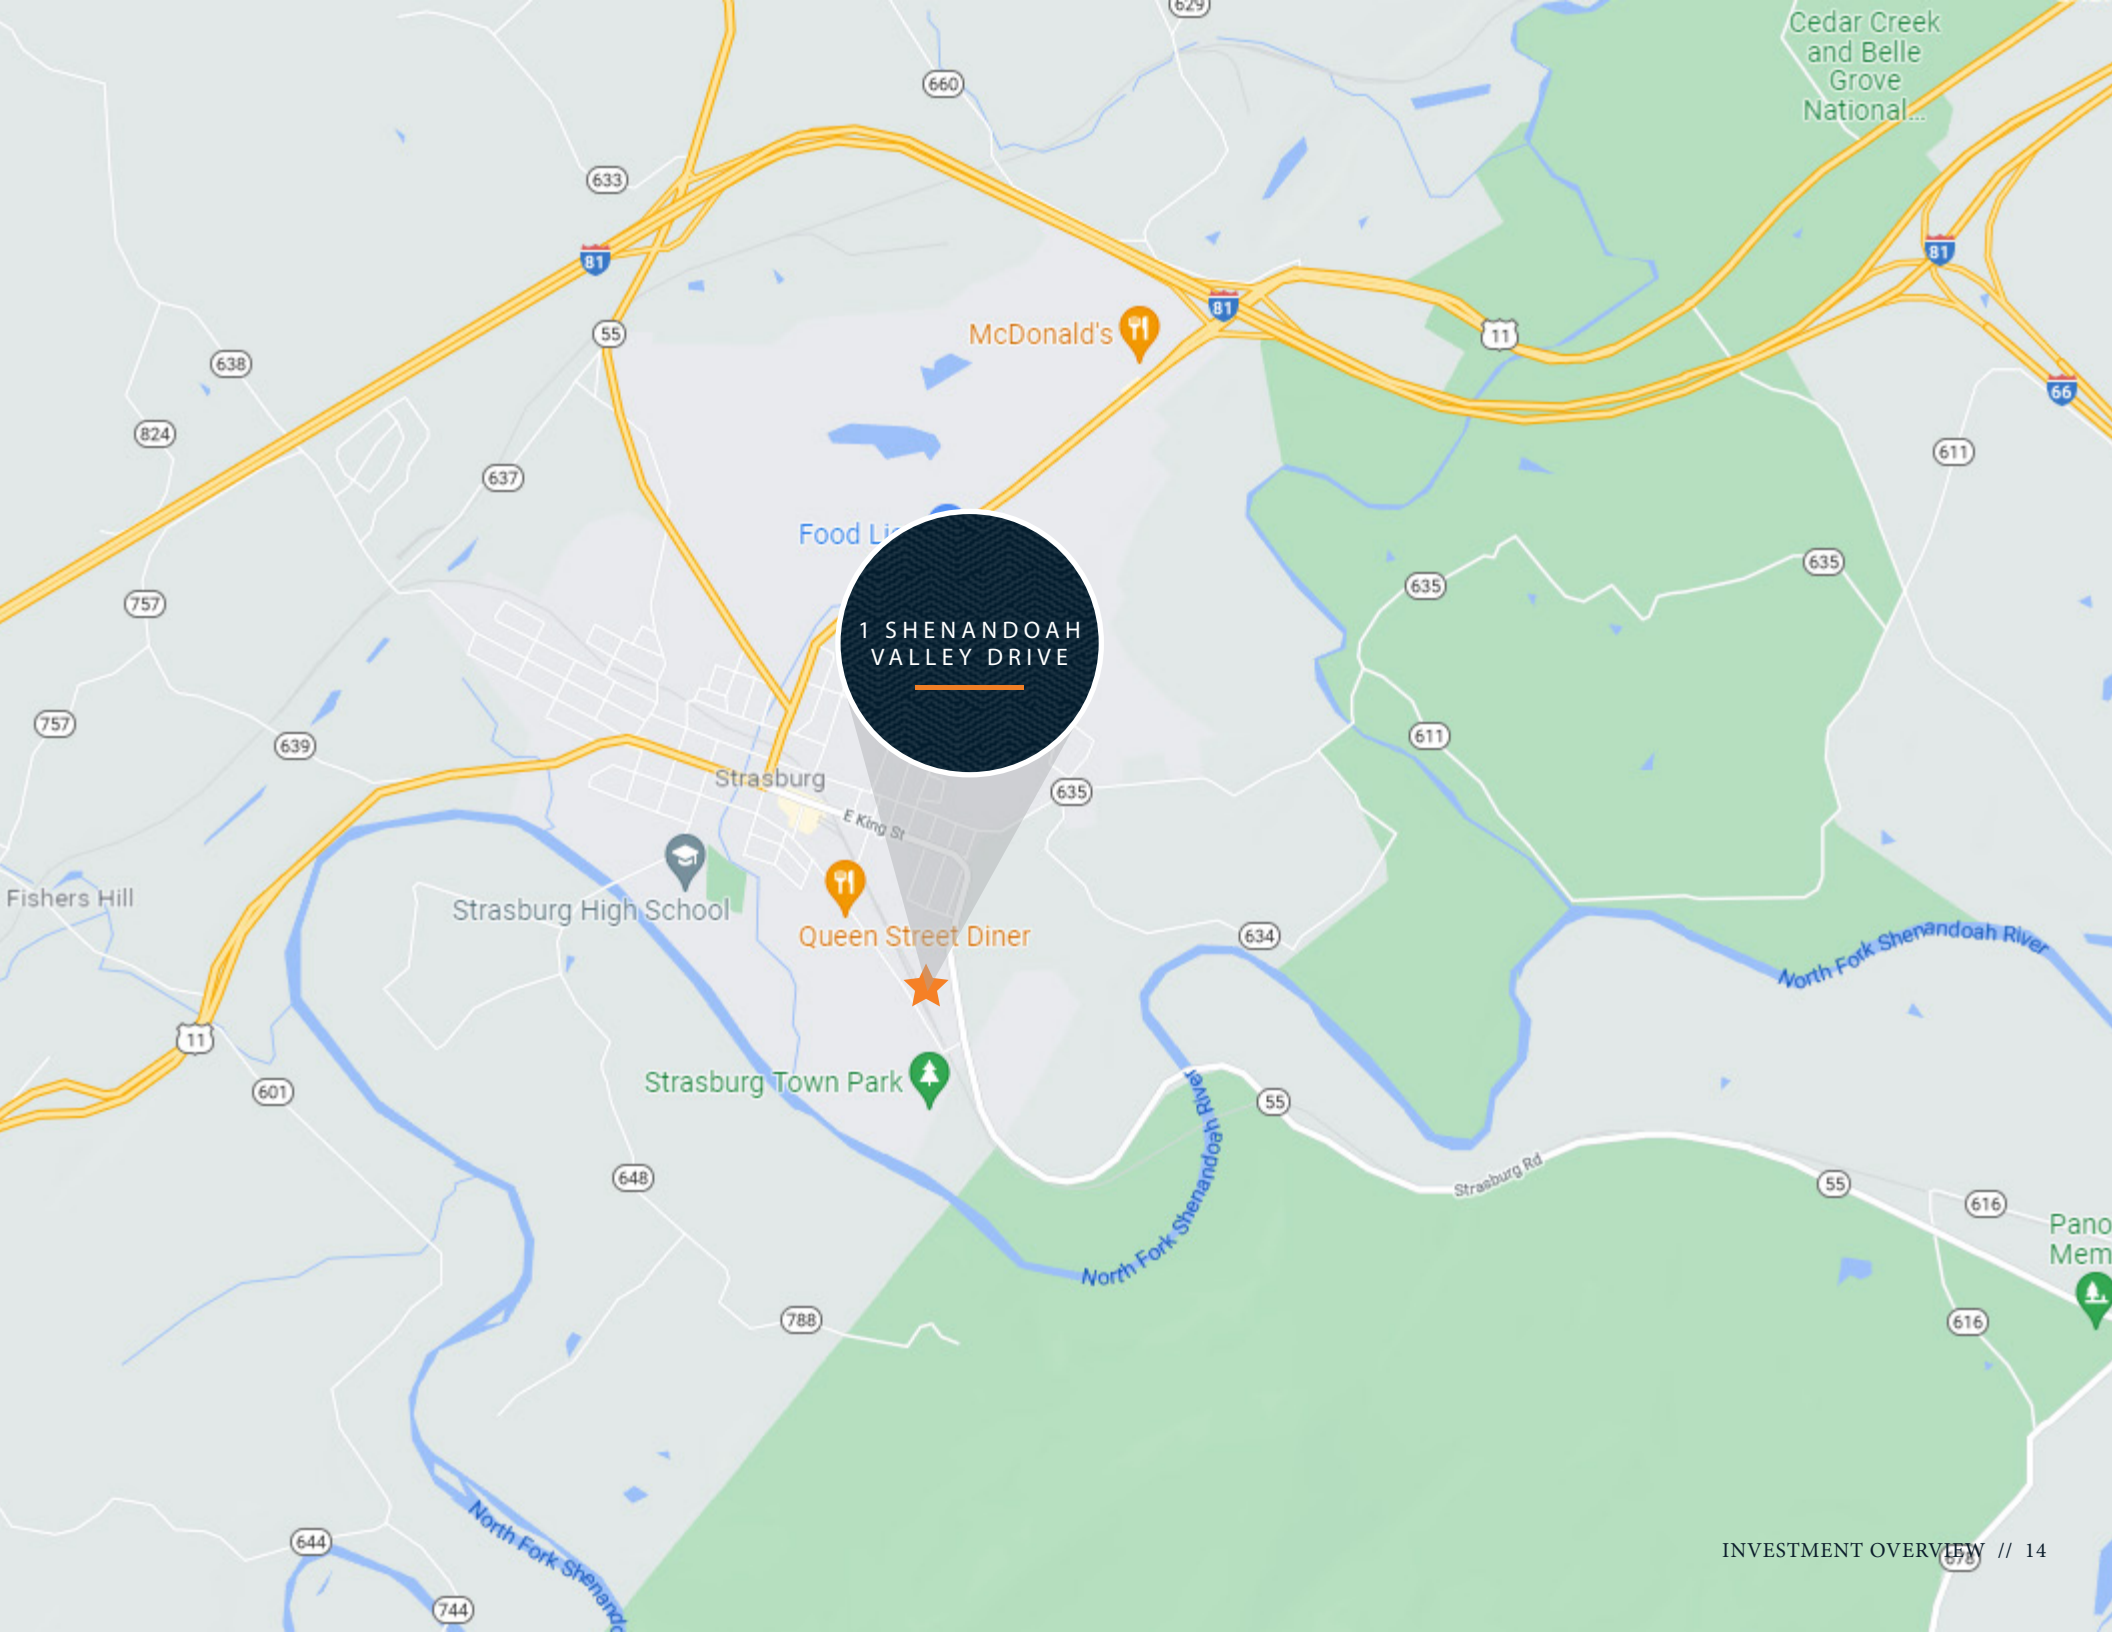 629
Cedar Creek
and Belle
Grove
National...
660
633
81
81
81
55
McDonald's
11
638
66
824
611
637
Food
635
635
757
1 SHENANDOAH
VALLEY DRIVE
757
639
611
Strasburg
635
E King St
Fishers Hill
Strasburg High School
Queen Street Diner
634
North Fork Shenandoah River
11
Strasburg Town Park
601
North Fork Shenandoah River
55
Strasburg Rd
648
55
616
Pano
Mem
788
616
North Fork Shenando
644
INVESTMENT OVERVIEW // 14
678
744